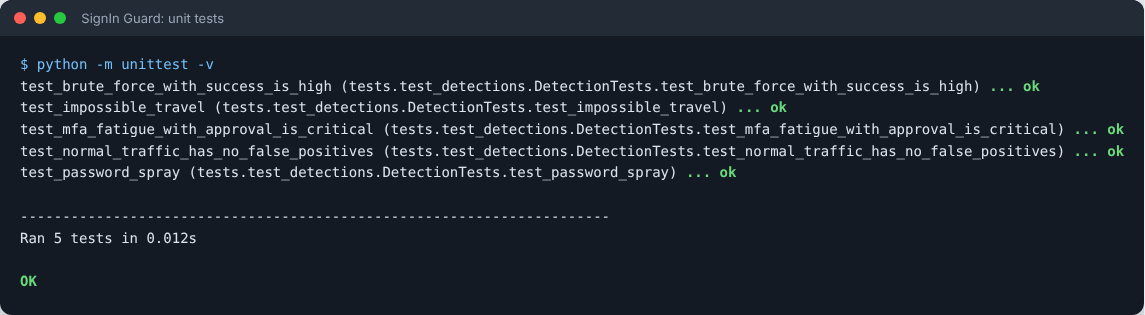 SignIn Guard: unit tests
$ python -m unittest -v
test_brute_force_with_success_is_high (tests.test_detections.DetectionTests.test_brute_force_with_success_is_high) ... ok
test_impossible_travel (tests.test_detections.DetectionTests.test_impossible_travel) ... ok
test_mfa_fatigue_with_approval_is_critical (tests.test_detections.DetectionTests.test_mfa_fatigue_with_approval_is_critical) ... ok
test_normal_traffic_has_no_false_positives (tests.test_detections.DetectionTests.test_normal_traffic_has_no_false_positives) ... ok
test_password_spray (tests.test_detections.DetectionTests.test_password_spray) ... ok
----------------------------------------------------------------------
Ran 5 tests in 0.012s
OK